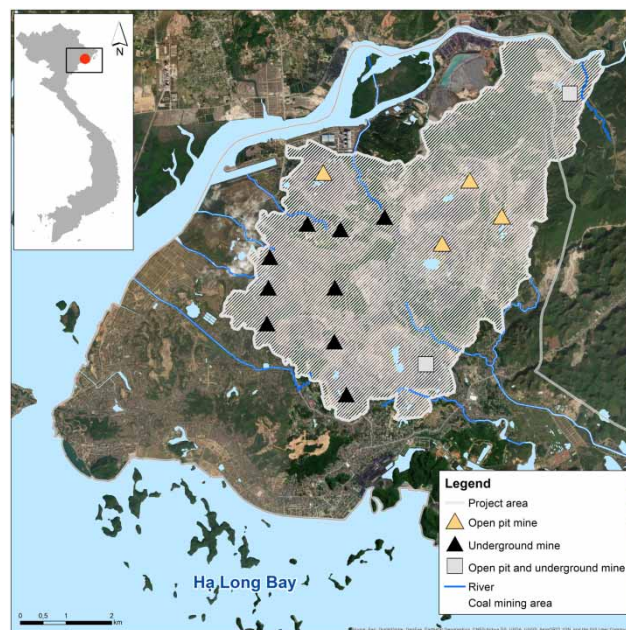 N
Ha Long Bay
Legend
Project area
Open pit mine
Underground mine
Open pit and underground mine
River
Coal mining area
0 0,5 1 2
km